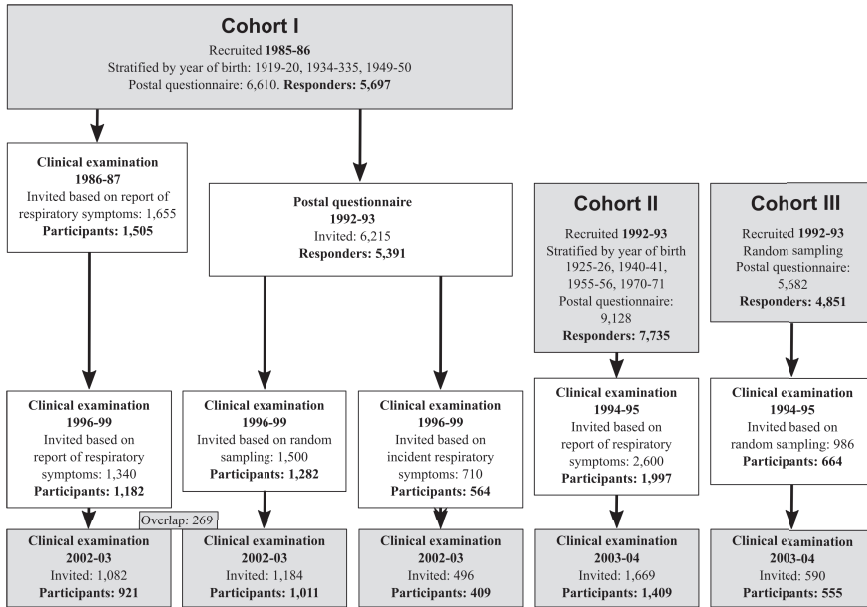 Cohort I
Recruited 1985-86
Stratified by year of birth: 1919-20, 1934-335, 1949-50
Postal questionnaire: 6,610. Responders: 5,697
Clinical examination
1986-87
Invited based on report of
respiratory symptoms: 1,655
Participants: 1,505
Postal questionnaire
1992-93
Invited: 6,215
Responders: 5,391
Cohort II
Recruited 1992-93
Stratified by year of birth
1925-26, 1940-41,
1955-56, 1970-71
Postal questionnaire:
9,128
Responders: 7,735
Cohort III
Recruited 1992-93
Random sampling
Postal questionnaire:
5,682
Responders: 4,851
Clinical examination
1996-99
Invited based on
report of respiratory
symptoms: 1,340
Participants: 1,182
Clinical examination
1996-99
Invited based on random
sampling: 1,500
Participants: 1,282
Clinical examination
1996-99
Invited based on
incident respiratory
symptoms: 710
Participants: 564
Clinical examination
1994-95
Invited based on
report of respiratory
symptoms: 2,600
Participants: 1,997
Clinical examination
1994-95
Invited based on
random sampling: 986
Participants: 664
Overlap: 269
Clinical examination
2002-03
Invited: 1,082
Participants: 921
Clinical examination
2002-03
Invited: 1,184
Participants: 1,011
Clinical examination
2002-03
Invited: 496
Participants: 409
Clinical examination
2003-04
Invited: 1,669
Participants: 1,409
Clinical examination
2003-04
Invited: 590
Participants: 555